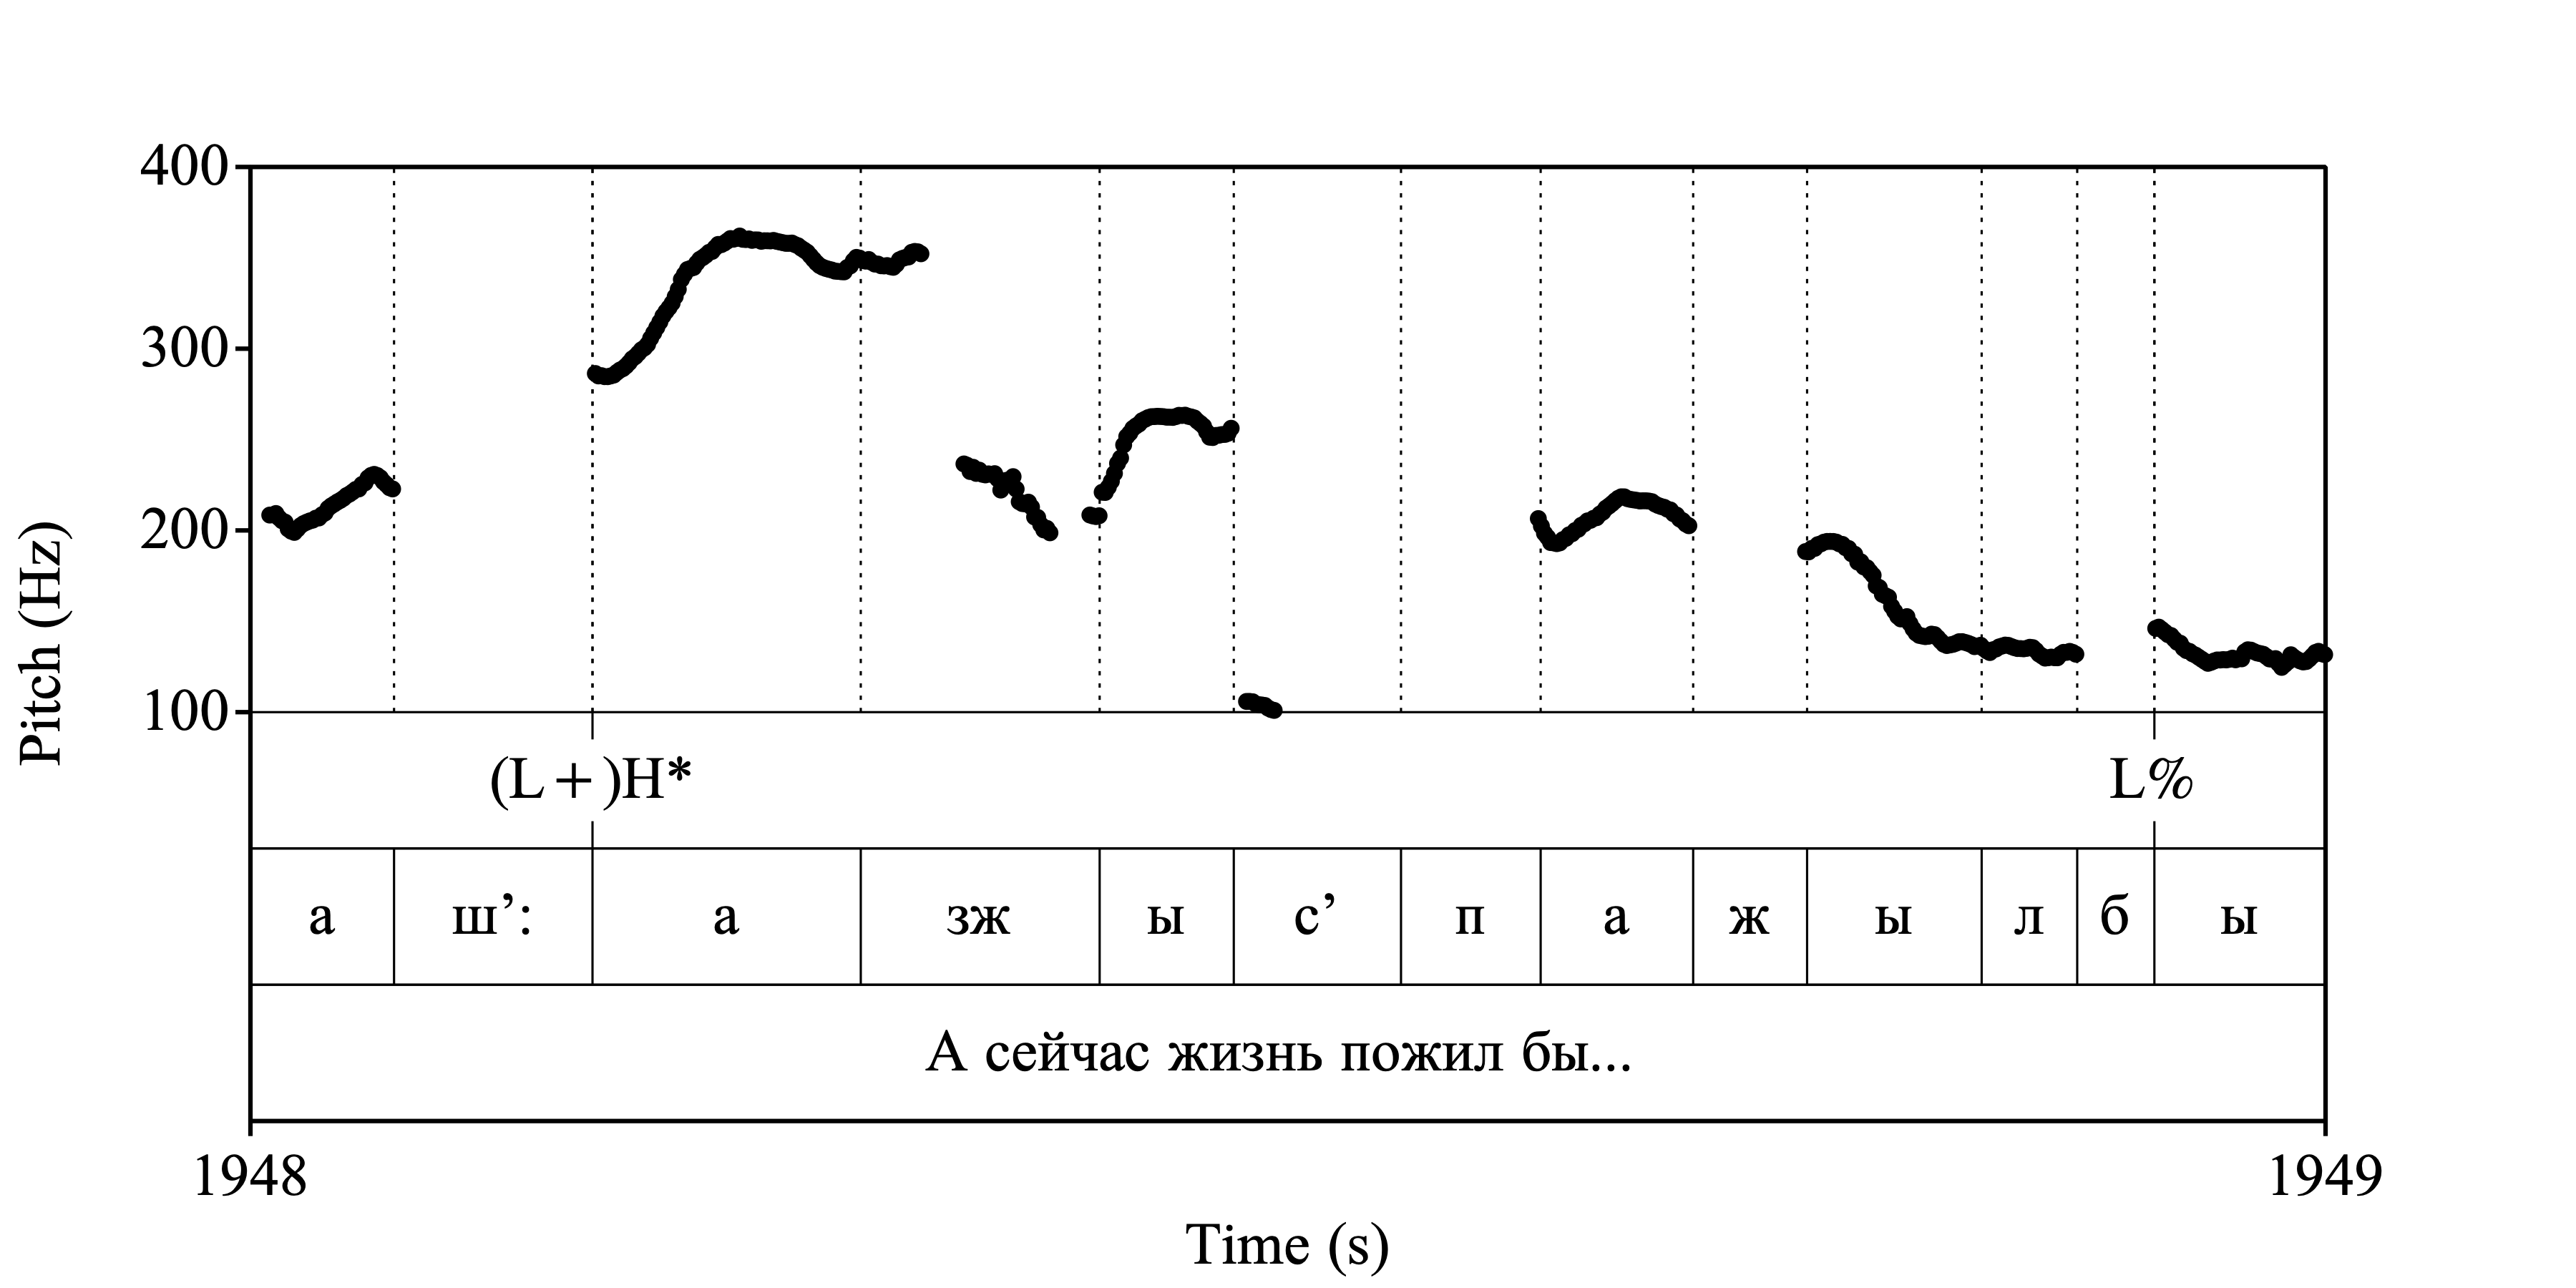 400
300
200
100
Pitch (Hz)
(L+)H* L%
а ш’: а зж ы с’ п а ж ы л б ы
А сейчас жизнь пожил бы...
1948 1949
Time (s)